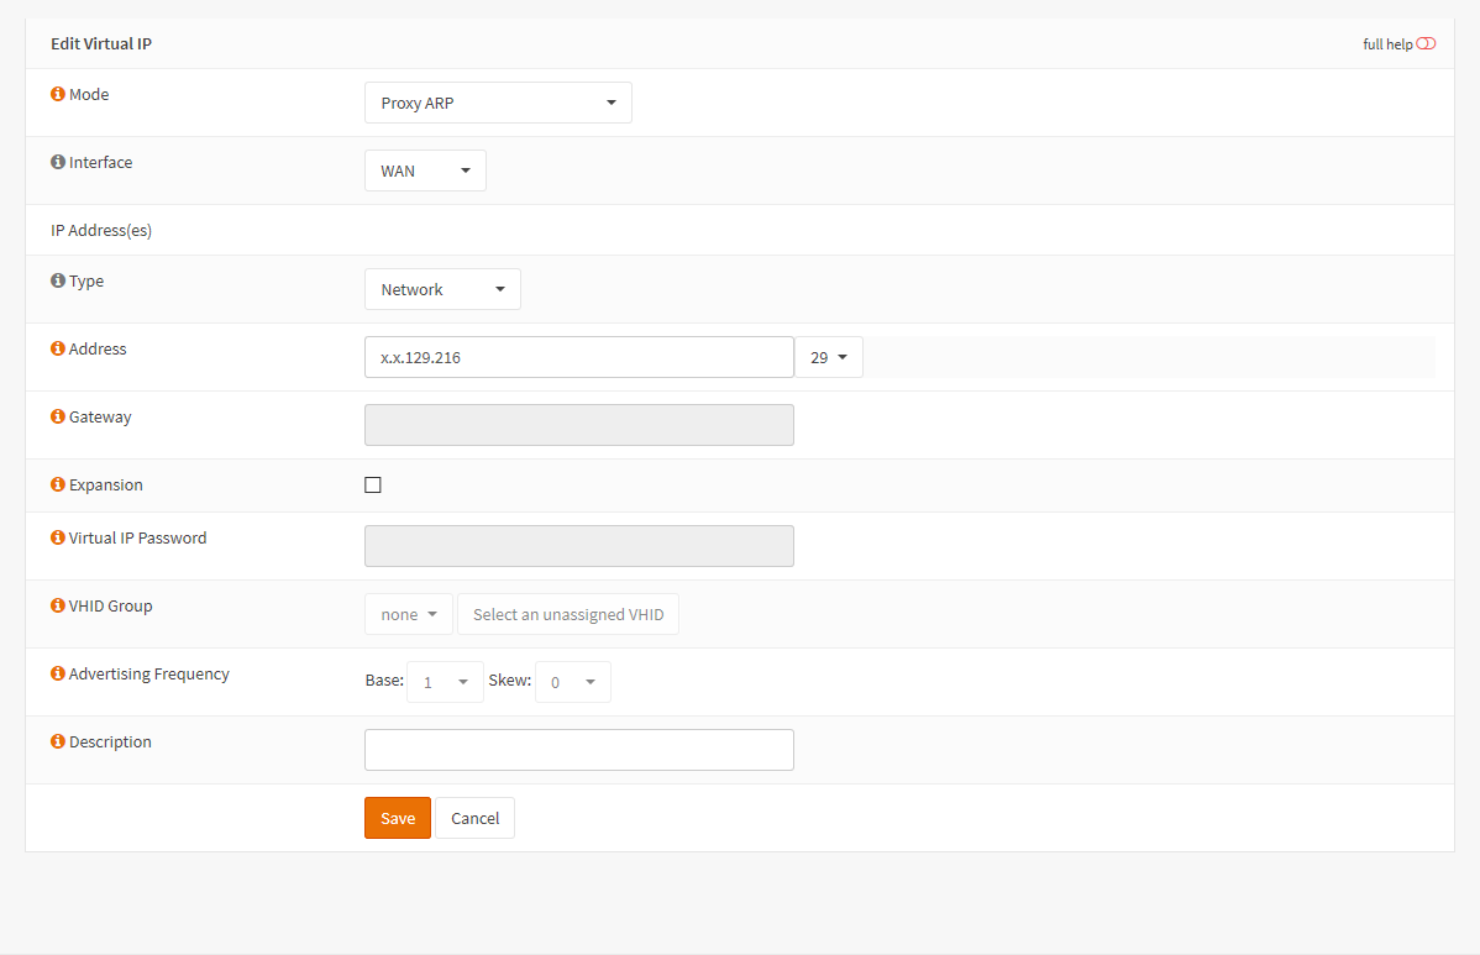 Edit Virtual IP full help
Mode Proxy ARP
Interface WAN
IP Address(es)
Type Network
Address x.x.129.216 29
Gateway
Expansion
Virtual IP Password
VHID Group none Select an unassigned VHID
Advertising Frequency Base: 1 Skew: 0
Description
Save Cancel